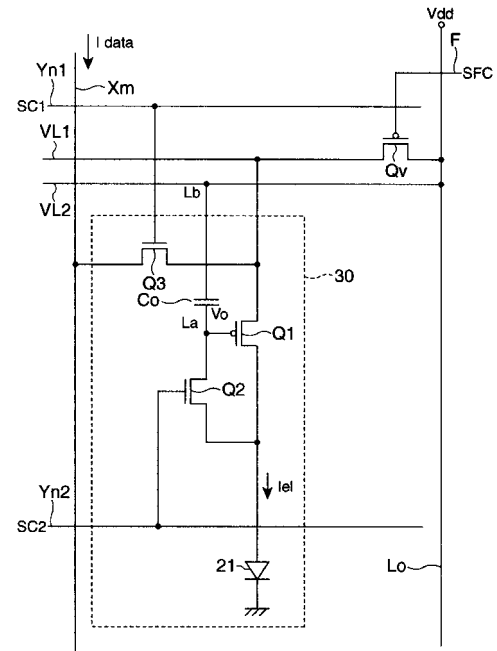 Vdd
I data
F
Yn1
Xm
SFC
SC1
VL1
Qv
Lb
VL2
Q3
30
Co
Vo
La
Q1
Q2
Iel
Yn2
SC2
21
Lo